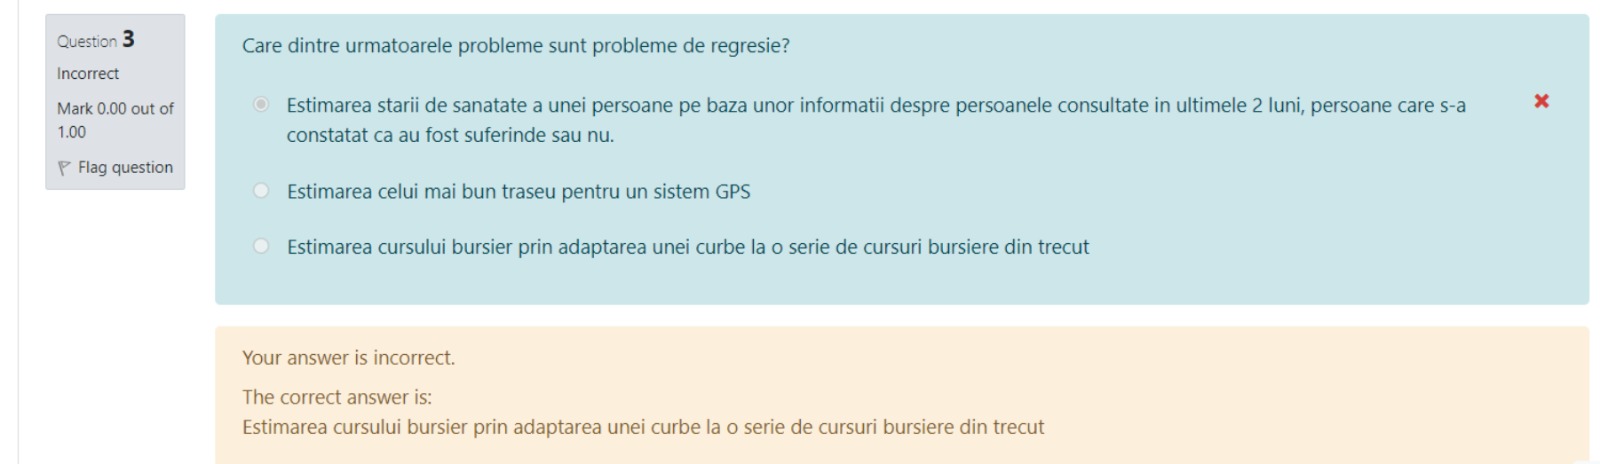 Question 3
Incorrect
Mark 0.00 out of
1.00
Flag question
Care dintre urmatoarele probleme sunt probleme de regresie?
Estimarea starii de sanatate a unei persoane pe baza unor informatii despre persoanele consultate in ultimele 2 luni, persoane care s-a
constatat ca au fost suferinde sau nu.
Estimarea celui mai bun traseu pentru un sistem GPS
Estimarea cursului bursier prin adaptarea unei curbe la o serie de cursuri bursiere din trecut
Your answer is incorrect.
The correct answer is:
Estimarea cursului bursier prin adaptarea unei curbe la o serie de cursuri bursiere din trecut